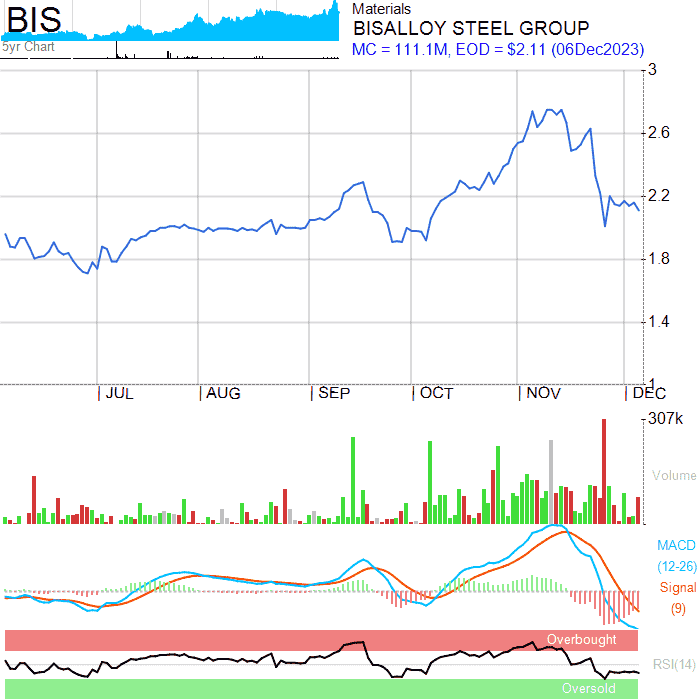 BIS
5yr Chart
Materials
BISALLOY STEEL GROUP
MC = 111.1M, EOD = $2.11 (06Dec2023)
3
2.6
2.2
1.8
1.4
1
JUL AUG SEP OCT NOV DEC
307k
Volume
MACD
(12-26)
Signal
(9)
Overbought
RSI(14)
Oversold